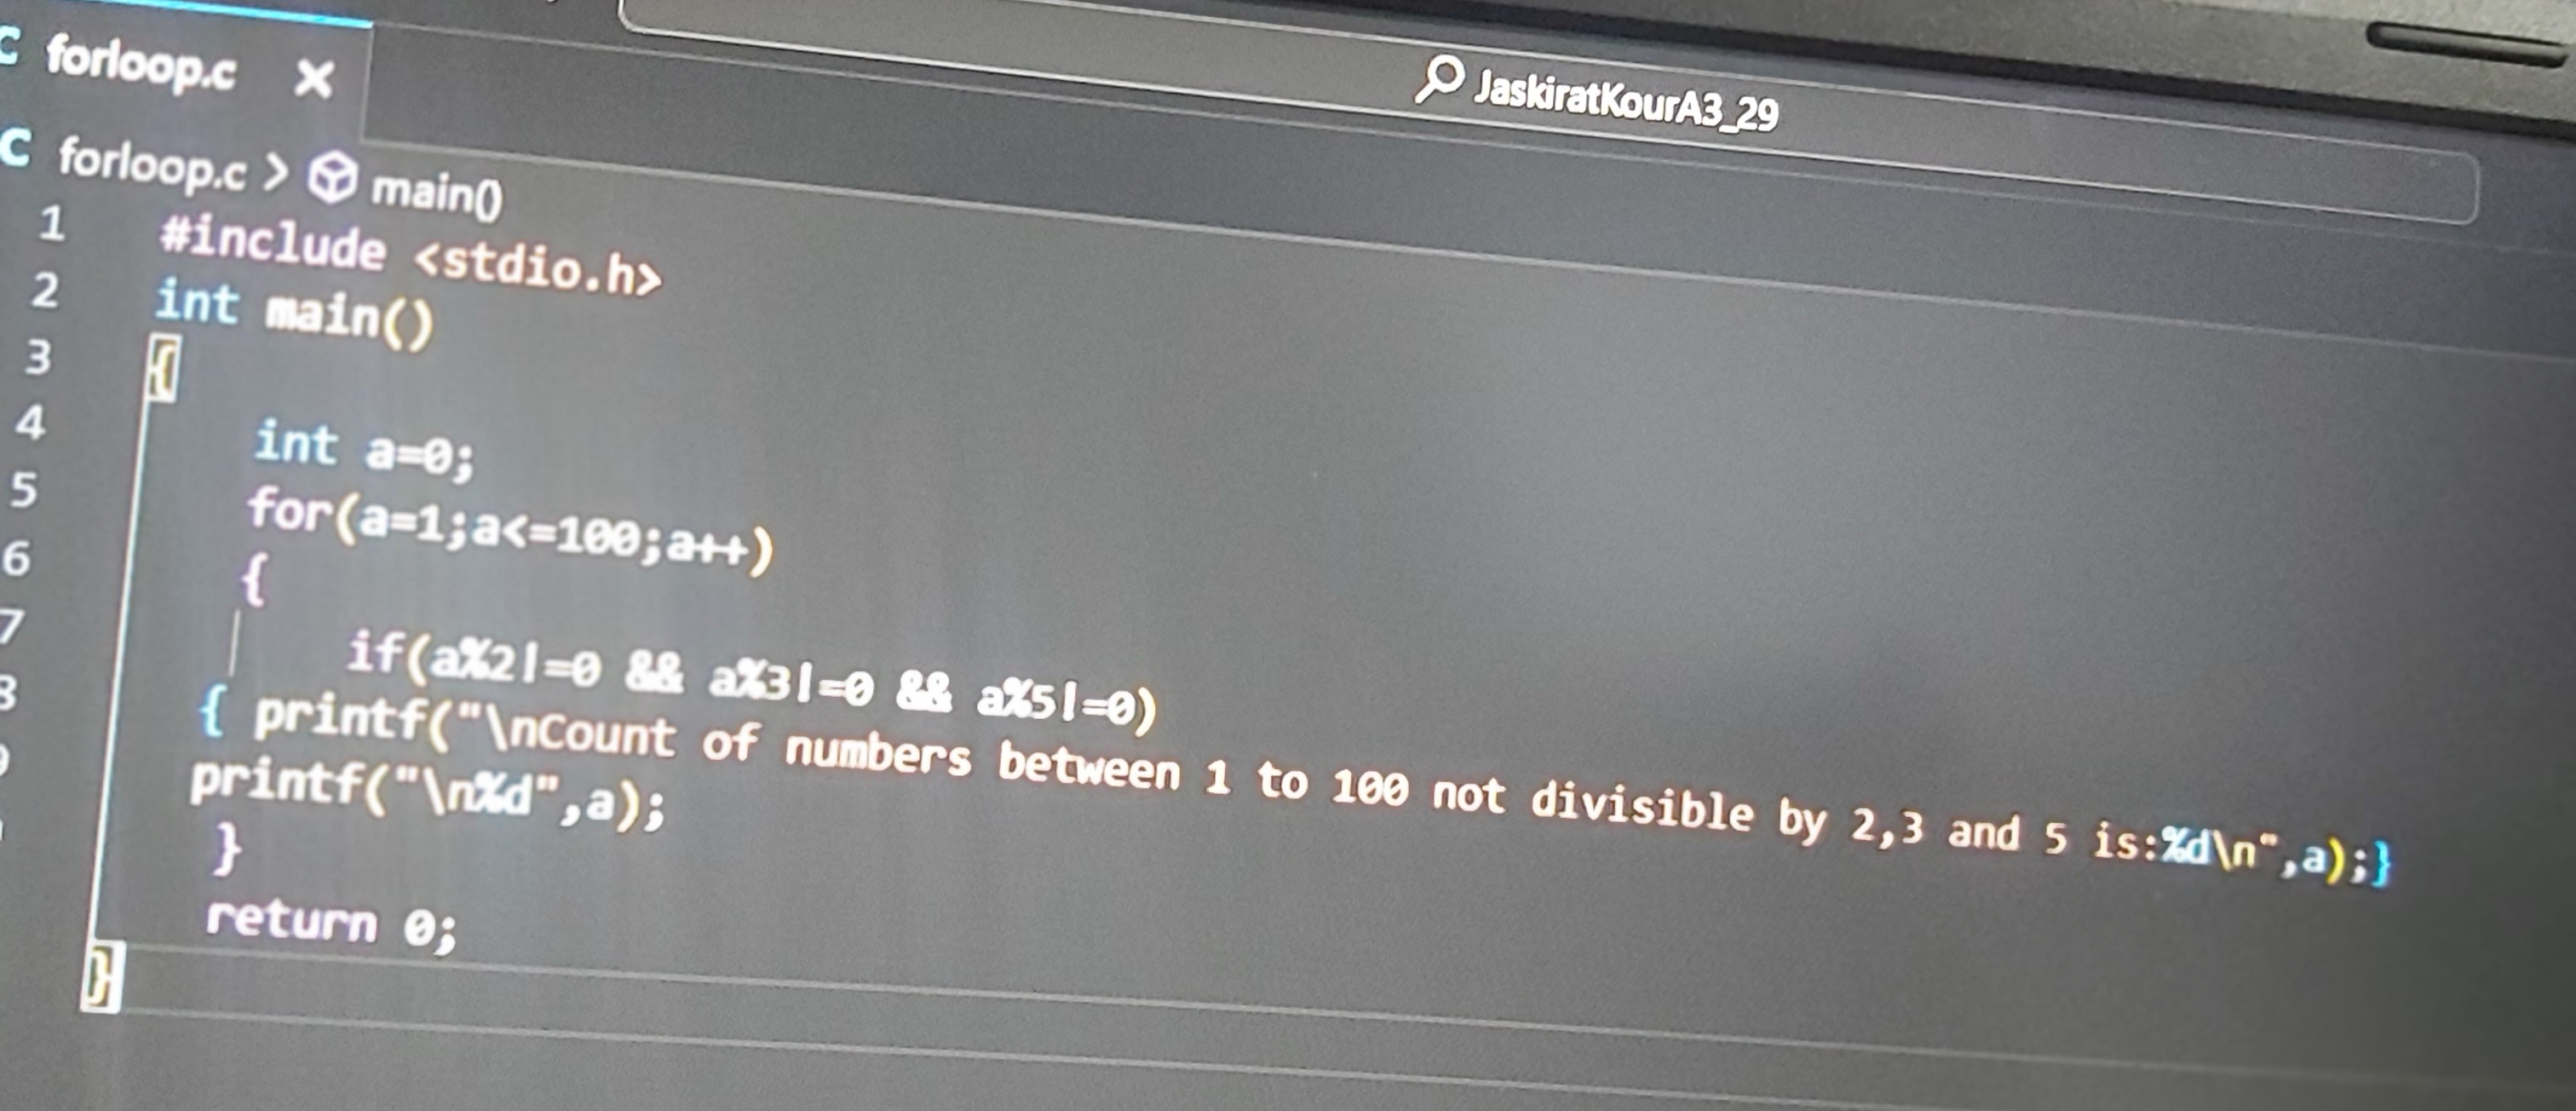 C forloop.c X
JaskiratKourA3_29
C forloop.c > main()
1 #include <stdio.h>
2 int main()
3 {
4 int a=0;
5 for(a=1;a<=100;a++)
6 {
7 if(a%2|=0 && a%3|=0 && a%5|=0)
8 { printf("\nCount of numbers between 1 to 100 not divisible by 2,3 and 5 is:%d\n",a);}
9 printf("\n%d",a);
}
return 0;
}